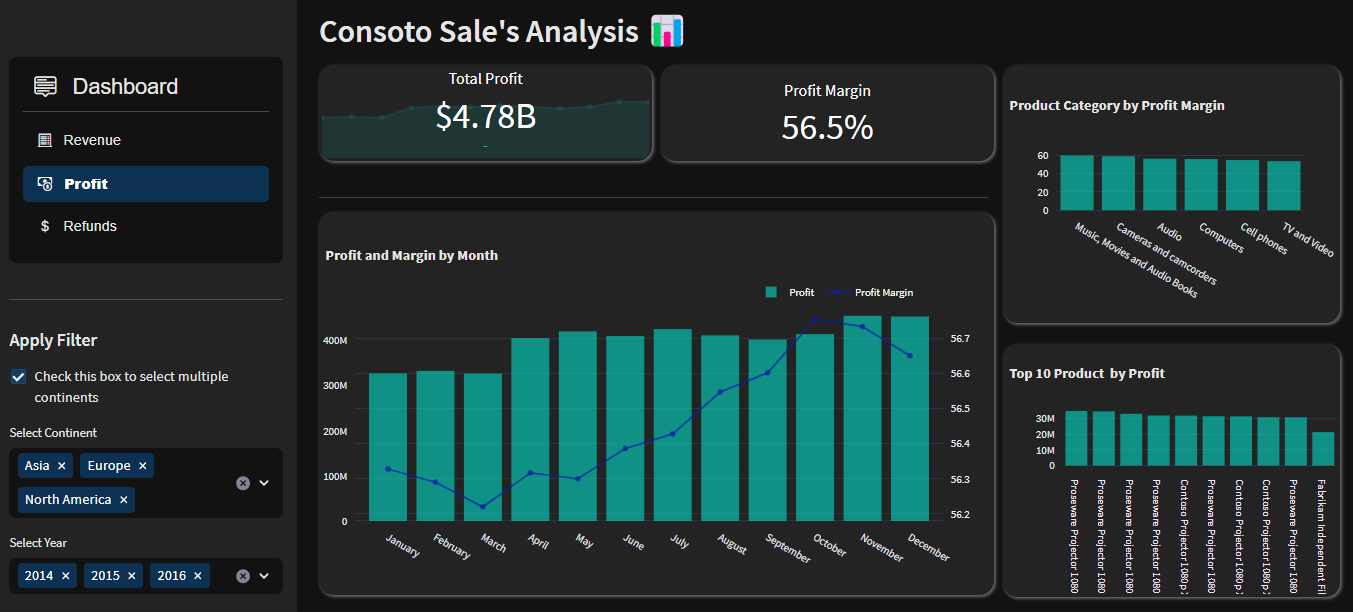 Dashboard
Revenue
Profit
$ Refunds
Apply Filter
Check this box to select multiple
continents
Select Continent
Asia ×
Europe ×
North America ×
Select Year
2014 ×
2015 ×
2016 ×
Consoto Sale's Analysis
Total Profit
$4.78B
-
Profit Margin
56.5%
Profit and Margin by Month
Profit
Profit Margin
400M
300M
200M
100M
0
56.7
56.6
56.5
56.4
56.3
56.2
January
February
March
April
May
June
July
August
September
October
November
December
Product Category by Profit Margin
60
40
20
0
Music, Movies and Audio Books
Cameras and camcorders
Audio
Computers
Cell phones
TV and Video
Top 10 Product by Profit
30M
20M
10M
0
Proseware Projector 1080
Proseware Projector 1080
Proseware Projector 1080
Proseware Projector 1080
Contoso Projector 1080p
Proseware Projector 1080
Contoso Projector 1080p
Contoso Projector 1080p
Proseware Projector 1080
Fabrikam Independent Fil